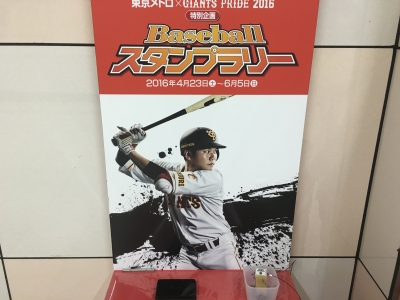 東京メトロ×GIANTS PRIDE 2016
特別企画
Baseball
スタンプラリー
2016年4月23日土～6月5日日